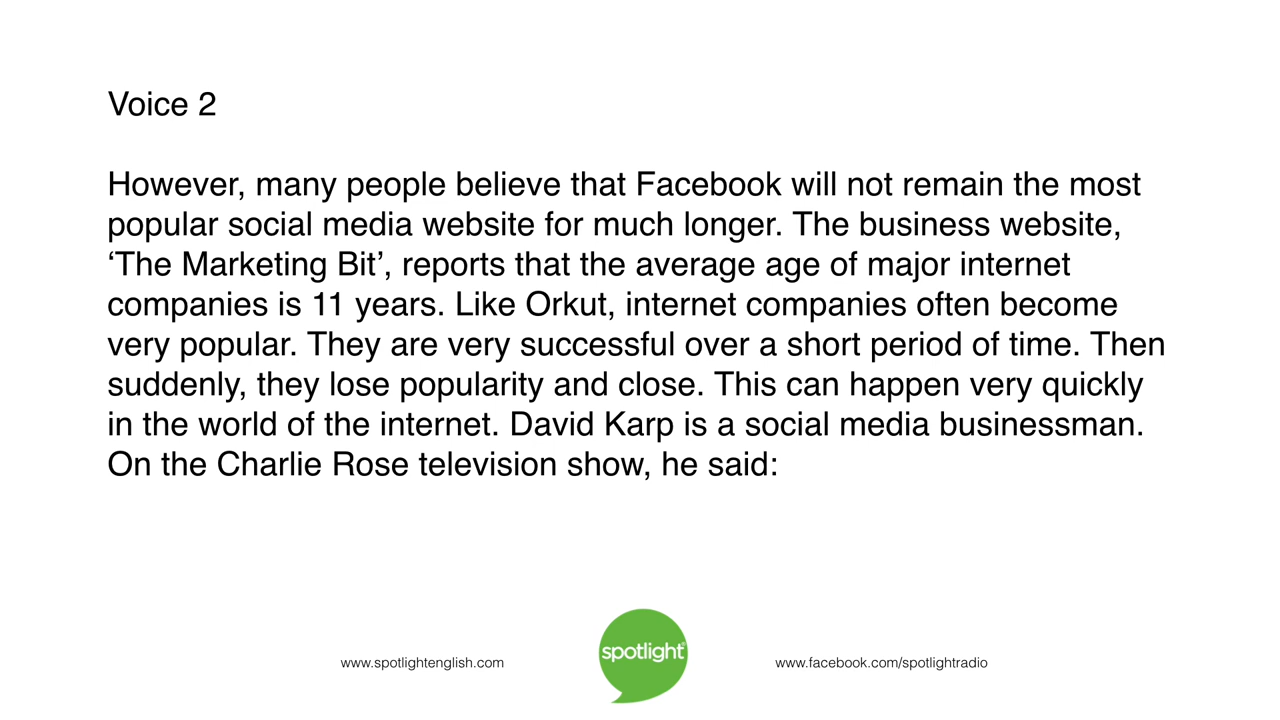 Voice 2
However, many people believe that Facebook will not remain the most
popular social media website for much longer. The business website,
‘The Marketing Bit’, reports that the average age of major internet
companies is 11 years. Like Orkut, internet companies often become
very popular. They are very successful over a short period of time. Then
suddenly, they lose popularity and close. This can happen very quickly
in the world of the internet. David Karp is a social media businessman.
On the Charlie Rose television show, he said:
www.spotlightenglish.com
spotlight®
www.facebook.com/spotlightradio